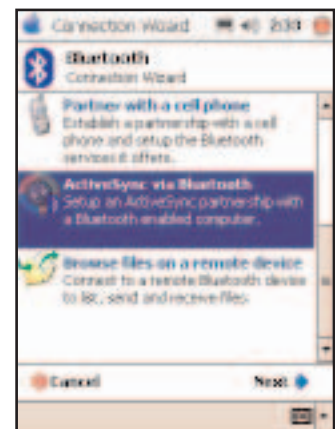 Connection Wizard 2:33
Bluetooth
Connection Wizard
Partner with a cell phone
Establish a partnership with a cell
phone and setup the Bluetooth
services it offers.
ActiveSync via Bluetooth
Setup an ActiveSync partnership with
a Bluetooth enabled computer.
Browse files on a remote device
Connect to a remote Bluetooth device
to list, send and receive files.
Cancel Next